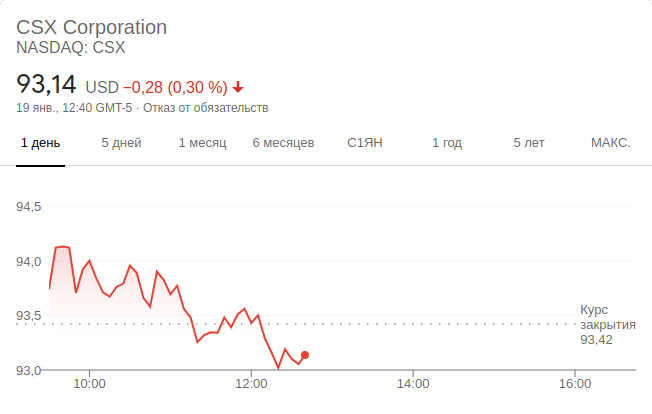 CSX Corporation
NASDAQ: CSX
93,14 USD −0,28 (0,30 %)
19 янв., 12:40 GMT-5 · Отказ от обязательств
1 день 5 дней 1 месяц 6 месяцев С1ЯН 1 год 5 лет МАКС.
94,5
94,0
93,5
93,0
Курс
закрытия
93,42
10:00 12:00 14:00 16:00